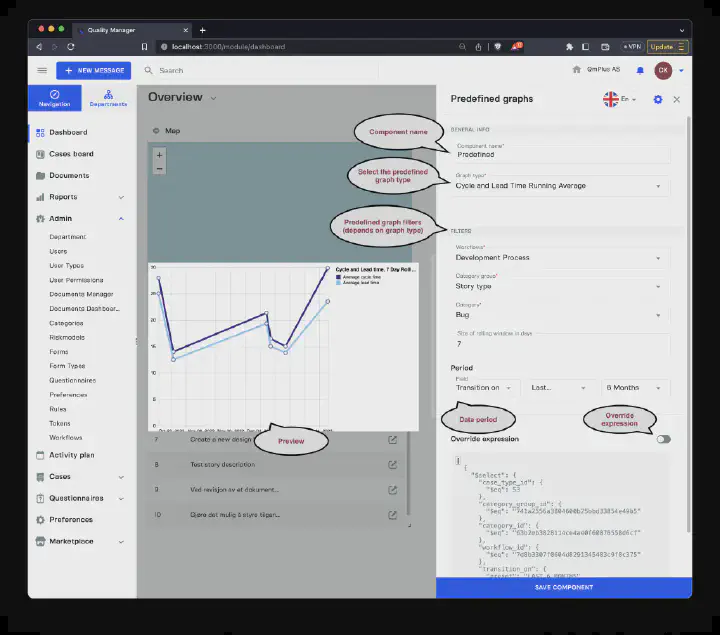 Quality Manager
localhost:3000/module/dashboard
VPN
Update
NEW MESSAGE
Search
QmPlus AS
CK
Navigation
Departments
Dashboard
Cases board
Documents
Reports
Admin
Department
Users
User Types
User Permissions
Documents Manager
Documents Dashboar...
Categories
Riskmodels
Forms
Form Types
Questionnaires
Preferences
Rules
Tokens
Workflows
Activity plan
Cases
Questionnaires
Preferences
Marketplace
Overview
Map
+
−
Cycle and Lead time, 7 Day Roll ...
Average cycle time
Average lead time
30
25
20
15
10
5
0
Preview
7 Create a new design
8 Test story description
9 Ved revisjon av et dokument...
10 Gjøre det mulig å styre tilgan...
Predefined graphs
En
GENERAL INFO
Component name
Component name*
Predefined
Select the predefined
graph type
Graph type*
Cycle and Lead Time Running Average
Predefined graph filters
(depends on graph type)
FILTERS
Workflows*
Development Process
Category group*
Story type
Category*
Bug
Size of rolling window in days
7
Period
Field
Transition on
Last...
6 Months
Date period
Override
expression
Override expression
[
{
"$select": {
"case_type_id": {
"$eq": 53
},
"category_group_id": {
},
"category_id": {
},
"workflow_id": {
},
"transition_on": {
"preset": "LAST_6_MONTHS"
SAVE COMPONENT